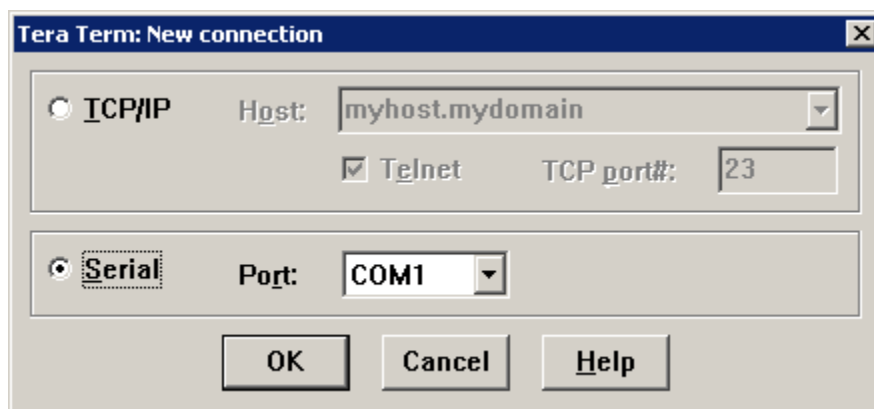 Tera Term: New connection
TCP/IP Host: myhost.mydomain
Telnet TCP port#: 23
Serial Port: COM1
OK Cancel Help